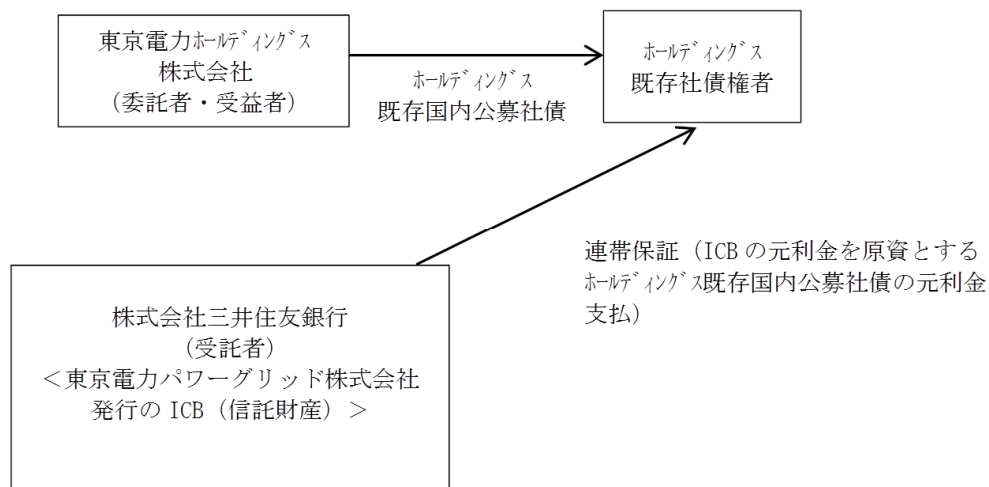 東京電力ﾎｰﾙﾃﾞｨﾝｸﾞｽ
株式会社
（委託者・受益者）
ﾎｰﾙﾃﾞｨﾝｸﾞｽ
既存国内公募社債
ﾎｰﾙﾃﾞｨﾝｸﾞｽ
既存社債権者
連帯保証（ICB の元利金を原資とする
ﾎｰﾙﾃﾞｨﾝｸﾞｽ既存国内公募社債の元利金
支払）
株式会社三井住友銀行
（受託者）
＜東京電力パワーグリッド株式会社
発行の ICB（信託財産）＞